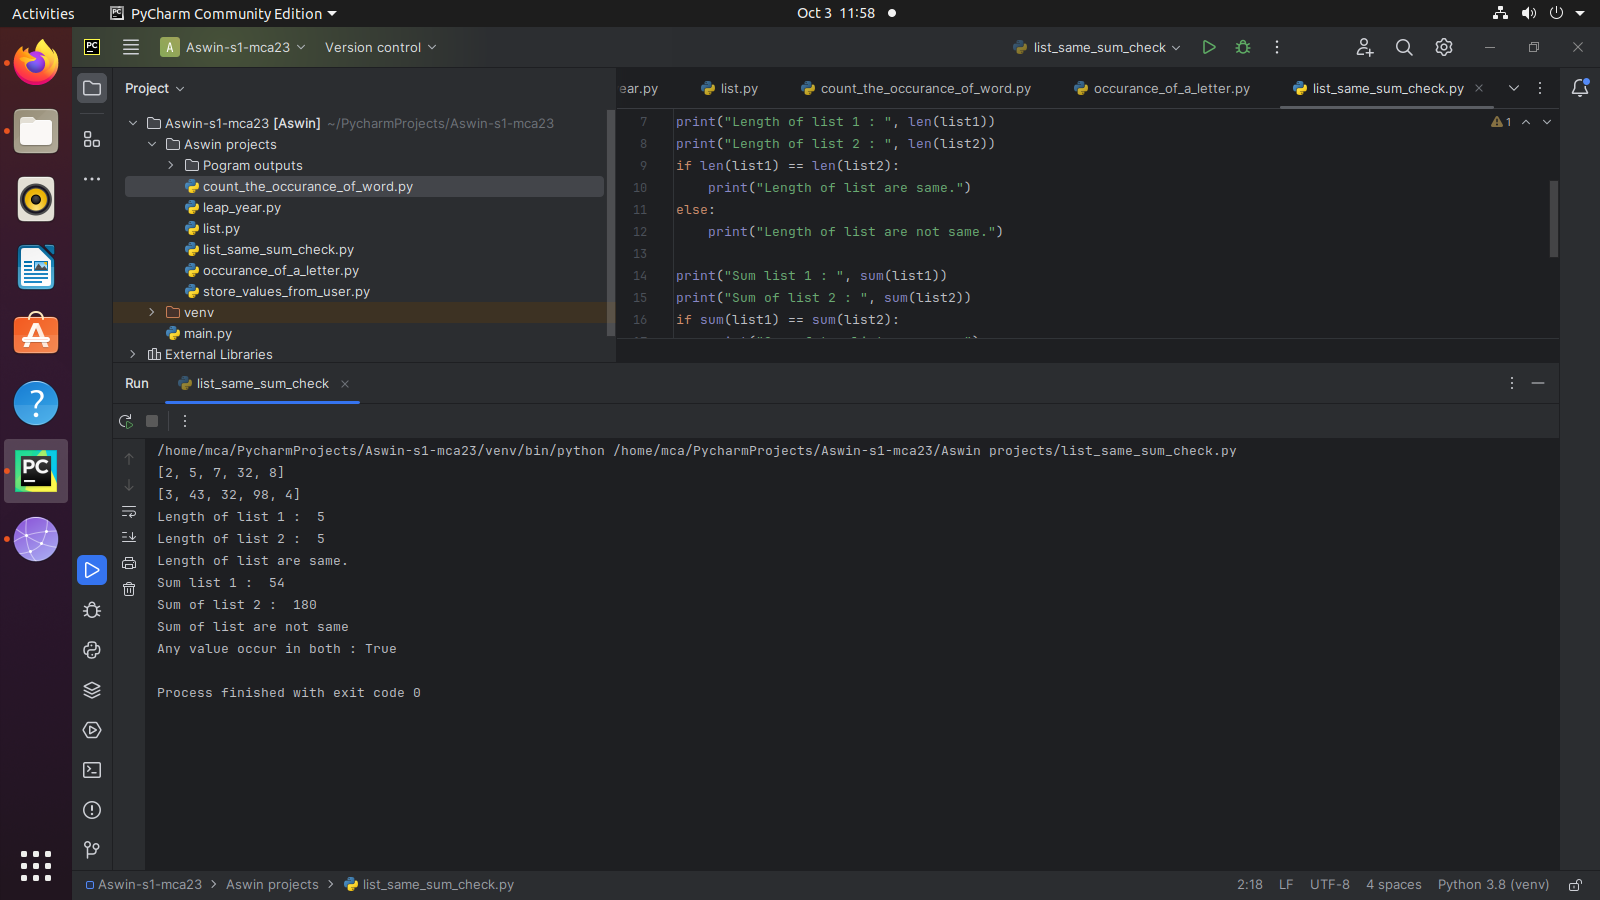 Activities
PyCharm Community Edition
Oct 3 11:58
PC
A Aswin-s1-mca23
Version control
list_same_sum_check
Project
ear.py
list.py
count_the_occurance_of_word.py
occurance_of_a_letter.py
list_same_sum_check.py
Aswin-s1-mca23 [Aswin] ~/PycharmProjects/Aswin-s1-mca23
Aswin projects
Pogram outputs
count_the_occurance_of_word.py
leap_year.py
list.py
list_same_sum_check.py
occurance_of_a_letter.py
store_values_from_user.py
venv
main.py
External Libraries
7 print("Length of list 1 : ", len(list1))
8 print("Length of list 2 : ", len(list2))
9 if len(list1) == len(list2):
10 print("Length of list are same.")
11 else:
12 print("Length of list are not same.")
13
14 print("Sum list 1 : ", sum(list1))
15 print("Sum of list 2 : ", sum(list2))
16 if sum(list1) == sum(list2):
1
Run
list_same_sum_check
/home/mca/PycharmProjects/Aswin-s1-mca23/venv/bin/python /home/mca/PycharmProjects/Aswin-s1-mca23/Aswin projects/list_same_sum_check.py
[2, 5, 7, 32, 8]
[3, 43, 32, 98, 4]
Length of list 1 :  5
Length of list 2 :  5
Length of list are same.
Sum list 1 :  54
Sum of list 2 :  180
Sum of list are not same
Any value occur in both : True
Process finished with exit code 0
PC
Aswin-s1-mca23 > Aswin projects > list_same_sum_check.py
2:18 LF UTF-8 4 spaces Python 3.8 (venv)